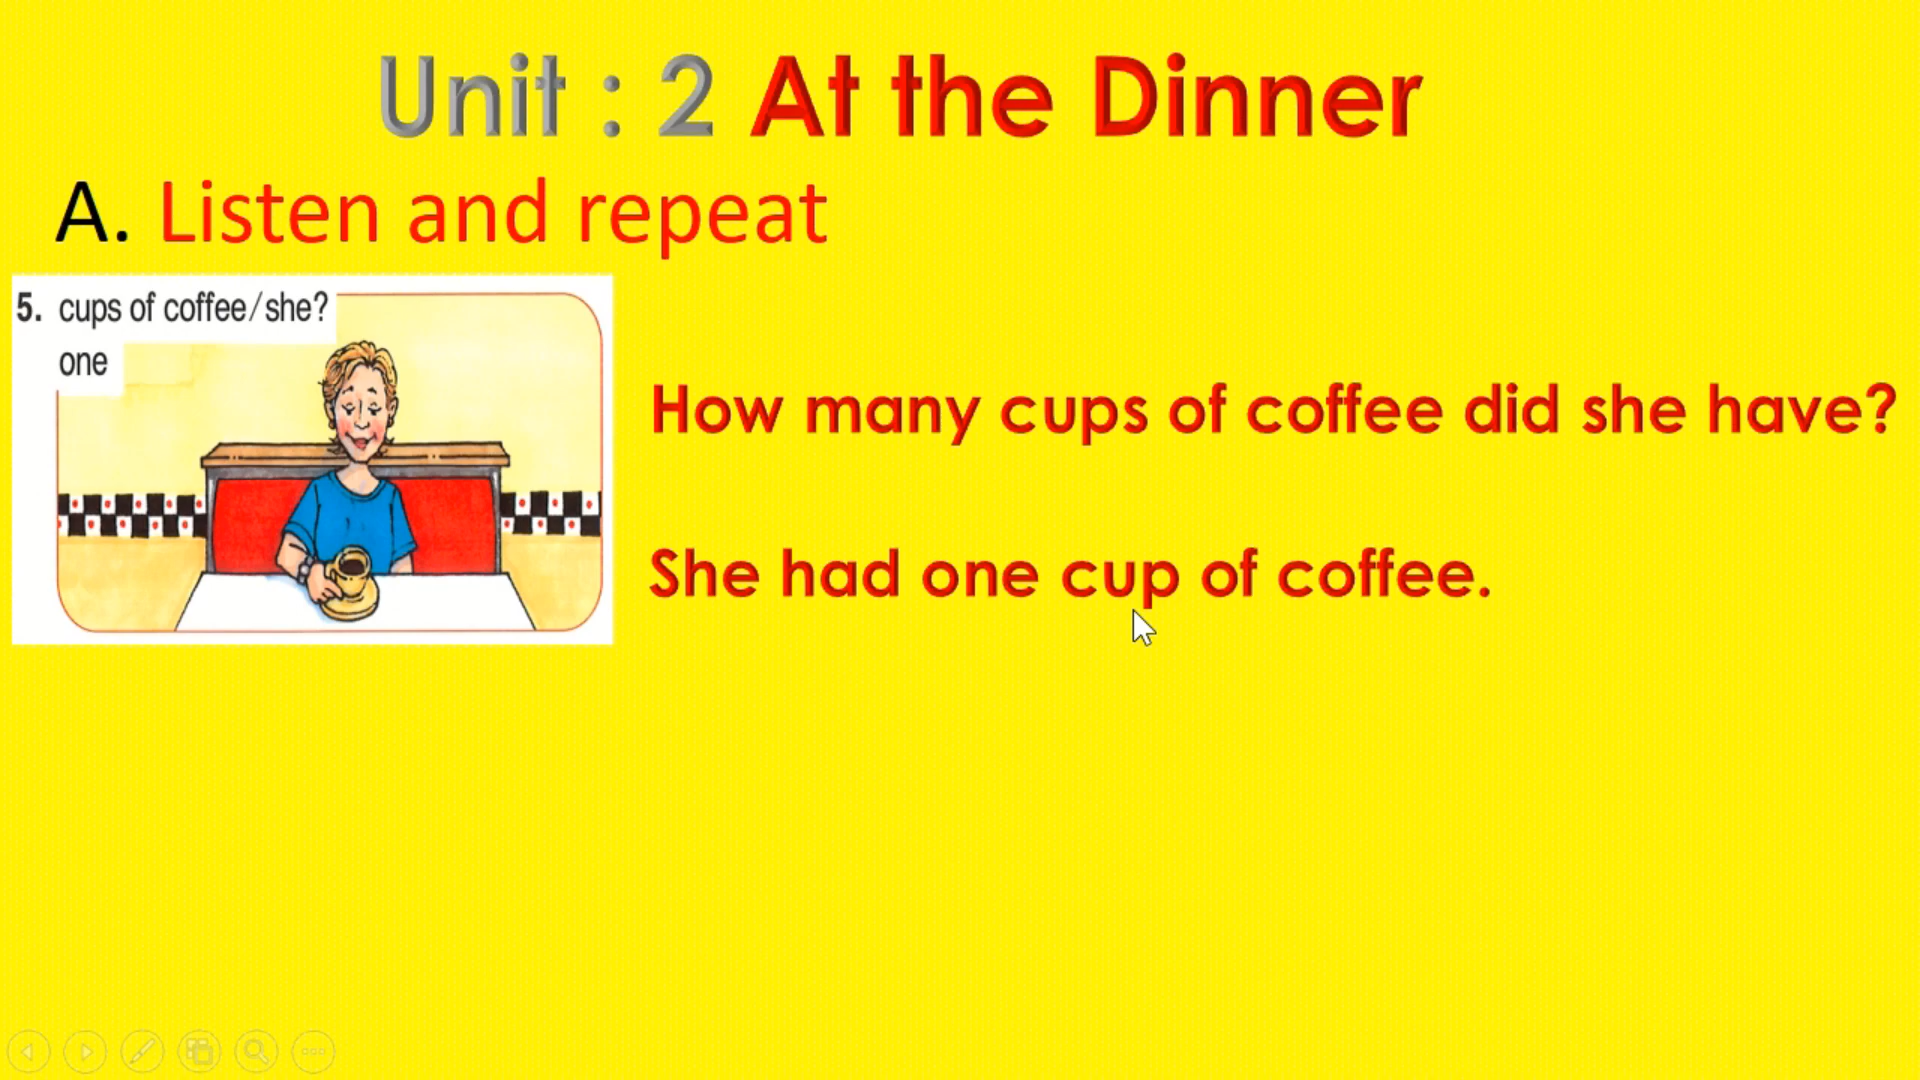 Unit : 2 At the Dinner
A. Listen and repeat
5. cups of coffee/she?
one
How many cups of coffee did she have?
She had one cup of coffee.